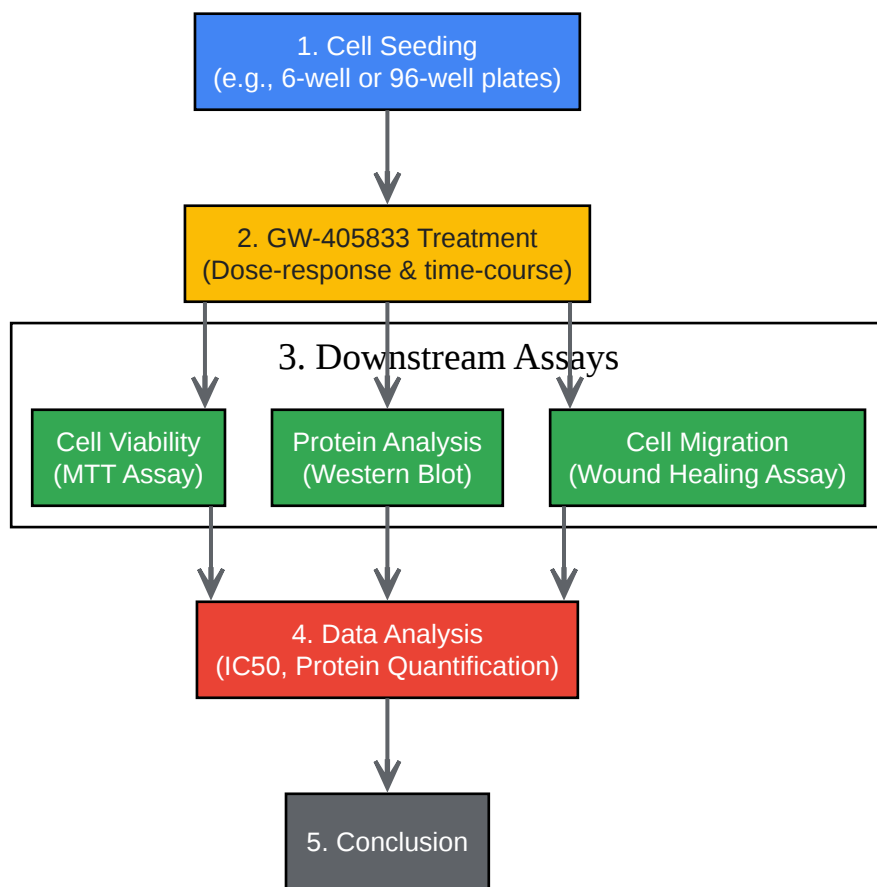 1. Cell Seeding
(e.g., 6-well or 96-well plates)
2. GW-405833 Treatment
(Dose-response & time-course)
3. Downstream Assays
Cell Viability
(MTT Assay)
Protein Analysis
(Western Blot)
Cell Migration
(Wound Healing Assay)
4. Data Analysis
(IC50, Protein Quantification)
5. Conclusion